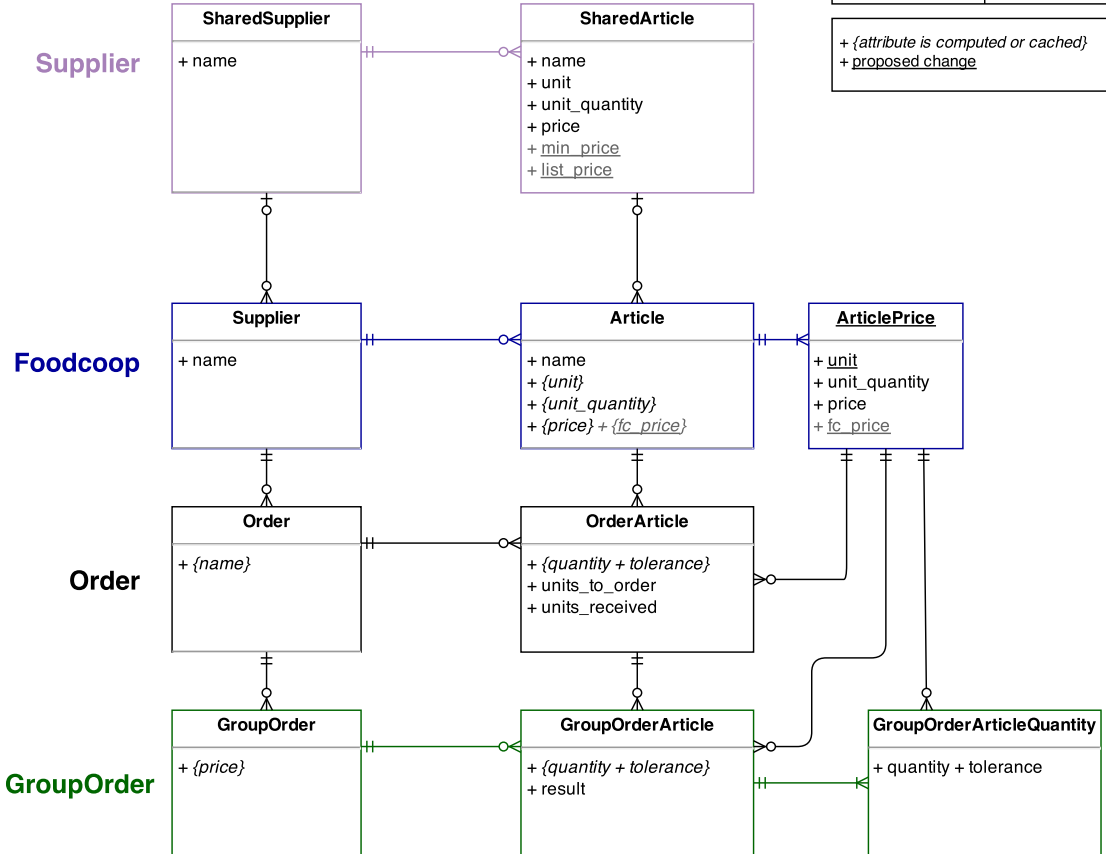 SharedSupplier
+ name
SharedArticle
+ name
+ unit
+ unit_quantity
+ price
+ min_price
+ list_price
+ {attribute is computed or cached}
+ proposed change
Supplier
Supplier
+ name
Article
+ name
+ {unit}
+ {unit_quantity}
+ {price} + {fc_price}
ArticlePrice
+ unit
+ unit_quantity
+ price
+ fc_price
Foodcoop
Order
+ {name}
OrderArticle
+ {quantity + tolerance}
+ units_to_order
+ units_received
Order
GroupOrder
+ {price}
GroupOrderArticle
+ {quantity + tolerance}
+ result
GroupOrderArticleQuantity
+ quantity + tolerance
GroupOrder